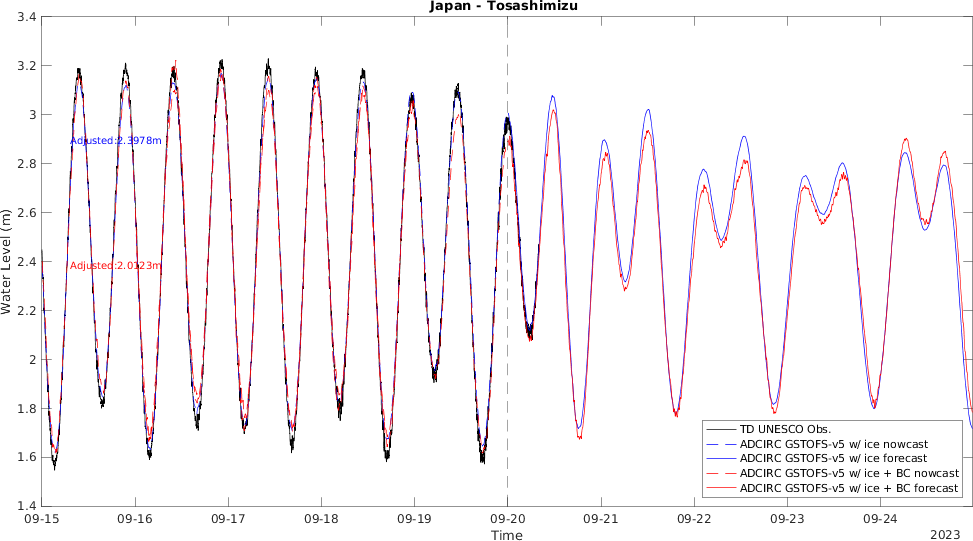 Japan - Tosashimizu
3.4
3.2
3
2.8
2.6
2.4
2.2
2
1.8
1.6
1.4
Water Level (m)
Adjusted:2.3978m
Adjusted:2.0123m
TD UNESCO Obs.
ADCIRC GSTOFS-v5 w/ ice nowcast
ADCIRC GSTOFS-v5 w/ ice forecast
ADCIRC GSTOFS-v5 w/ ice + BC nowcast
ADCIRC GSTOFS-v5 w/ ice + BC forecast
09-15 09-16 09-17 09-18 09-19 09-20 09-21 09-22 09-23 09-24
Time
2023